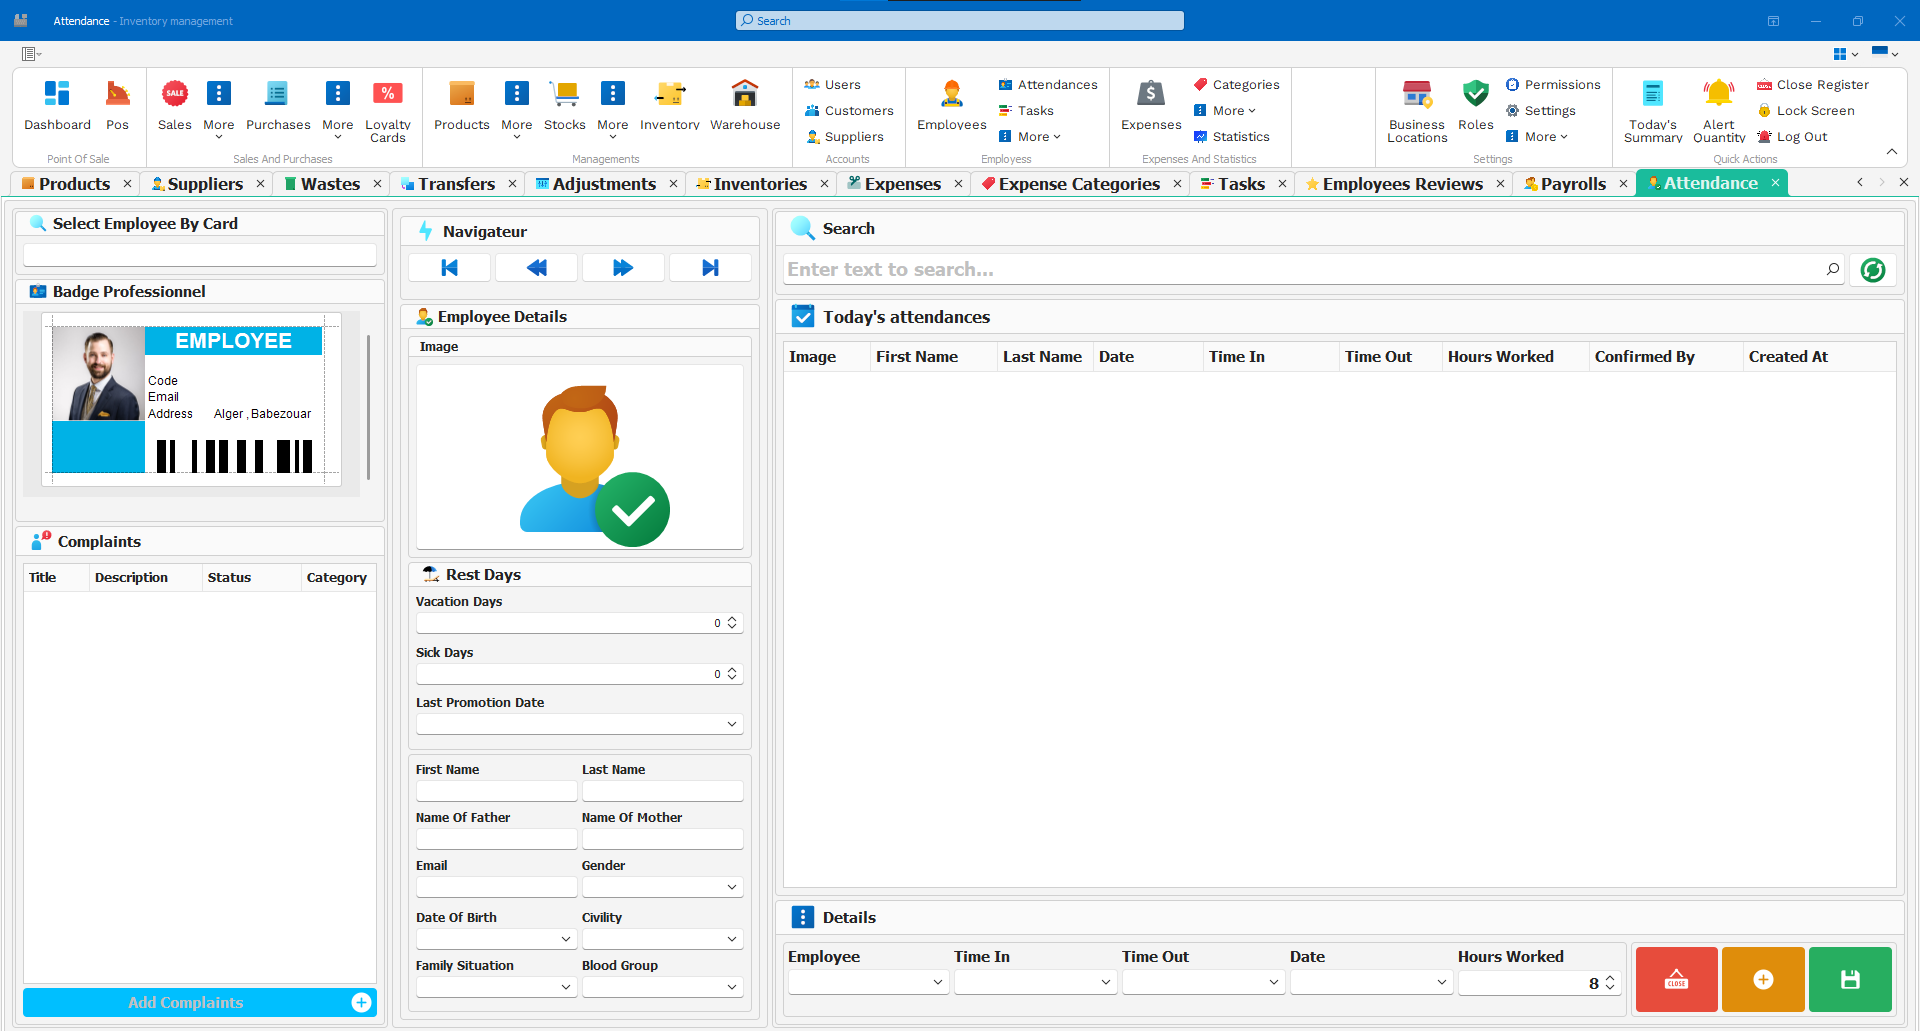 Attendance - Inventory management
Search
Dashboard
Pos
Point Of Sale
Sales
More
Purchases
More
Loyalty
Cards
Sales And Purchases
Products
More
Stocks
More
Inventory
Warehouse
Managements
Users
Customers
Suppliers
Accounts
Employees
Attendances
Tasks
More
Employess
Expenses
Categories
More
Statistics
Expenses And Statistics
Business
Locations
Roles
Permissions
Settings
More
Settings
Today's
Summary
Alert
Quantity
Close Register
Lock Screen
Log Out
Quick Actions
SALE
Products
Suppliers
Wastes
Transfers
Adjustments
Inventories
Expenses
Expense Categories
Tasks
Employees Reviews
Payrolls
Attendance
Select Employee By Card
Badge Professionnel
EMPLOYEE
Code
Email
Address Alger , Babezouar
Complaints
Title Description Status Category
Add Complaints
Navigateur
Employee Details
Image
Rest Days
Vacation Days
0
Sick Days
0
Last Promotion Date
First Name Last Name
Name Of Father Name Of Mother
Email Gender
Date Of Birth Civility
Family Situation Blood Group
Search
Enter text to search...
Today's attendances
Image First Name Last Name Date Time In Time Out Hours Worked Confirmed By Created At
Details
Employee Time In Time Out Date Hours Worked
8
CLOSE